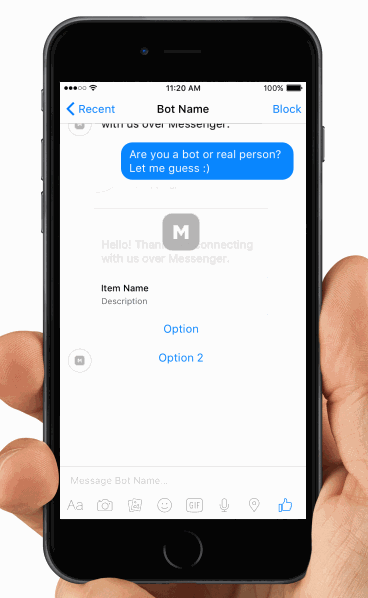 11:20 AM 100%
Recent Bot Name Block
with us over Messenger.
Are you a bot or real person?
Let me guess :)
M
Hello! Thank connecting
with us over Messenger.
Item Name
Description
Option
M
Option 2
Message Bot Name ..
Aa GIF